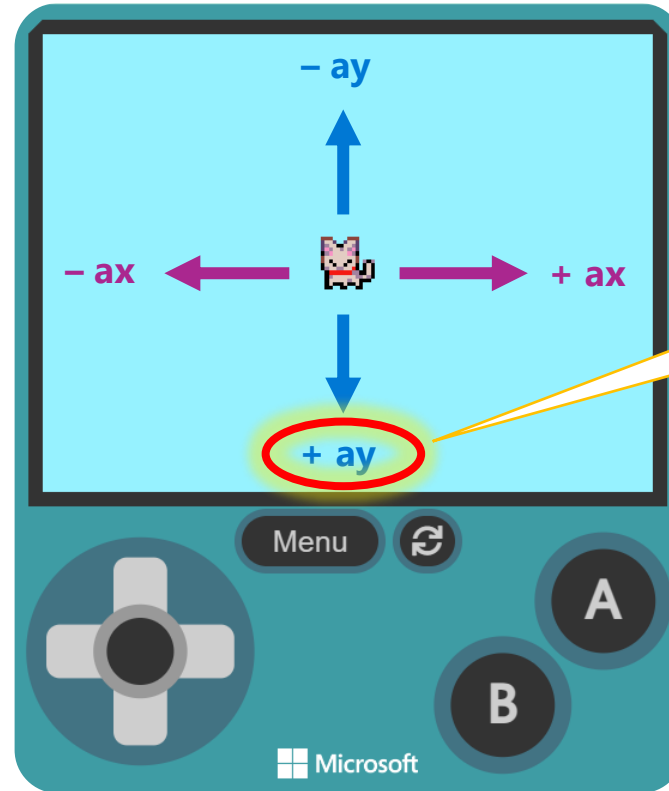 – ay
– ax
+ ax
+ ay
Menu
A
B
Microsoft